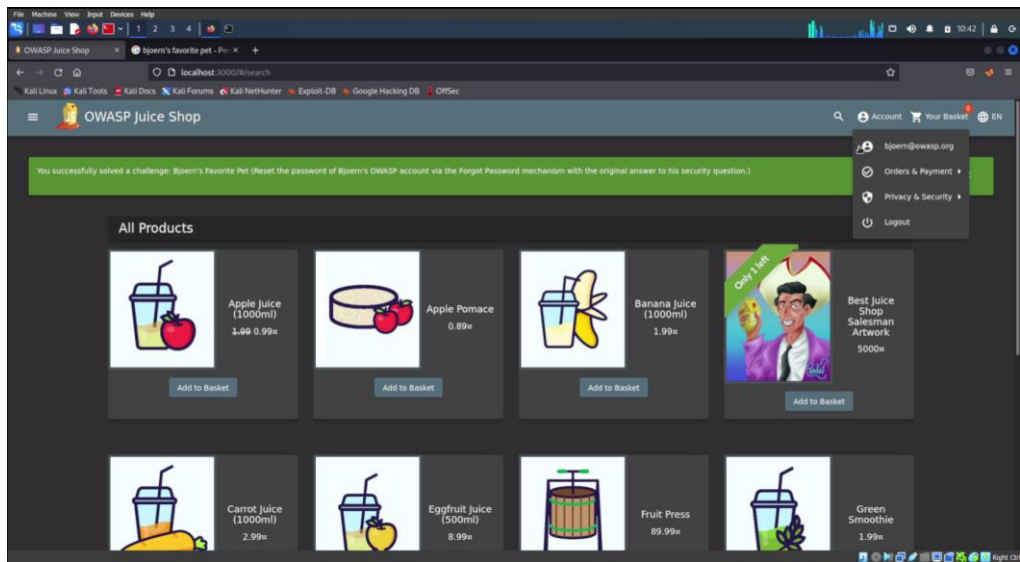 File Machine View Input Devices Help
1 2 3 4
10:42
OWASP Juice Shop
bjoern's favorite pet - Per
localhost:3000/#/search
Kali Linux Kali Tools Kali Docs Kali Forums Kali NetHunter Exploit-DB Google Hacking DB OffSec
OWASP Juice Shop
Account Your Basket 0 EN
bjoern@owasp.org
Orders & Payment
Privacy & Security
Logout
You successfully solved a challenge: Bjoern's Favorite Pet (Reset the password of Bjoern's OWASP account via the Forgot Password mechanism with the original answer to his security question.)
All Products
Apple Juice
(1000ml)
1.99 0.99¤
Add to Basket
Apple Pomace
0.89¤
Add to Basket
Banana Juice
(1000ml)
1.99¤
Add to Basket
Only 1 left
Best Juice
Shop
Salesman
Artwork
5000¤
Add to Basket
Carrot Juice
(1000ml)
2.99¤
Eggfruit Juice
(500ml)
8.99¤
Fruit Press
89.99¤
Green
Smoothie
1.99¤
Right Ctrl